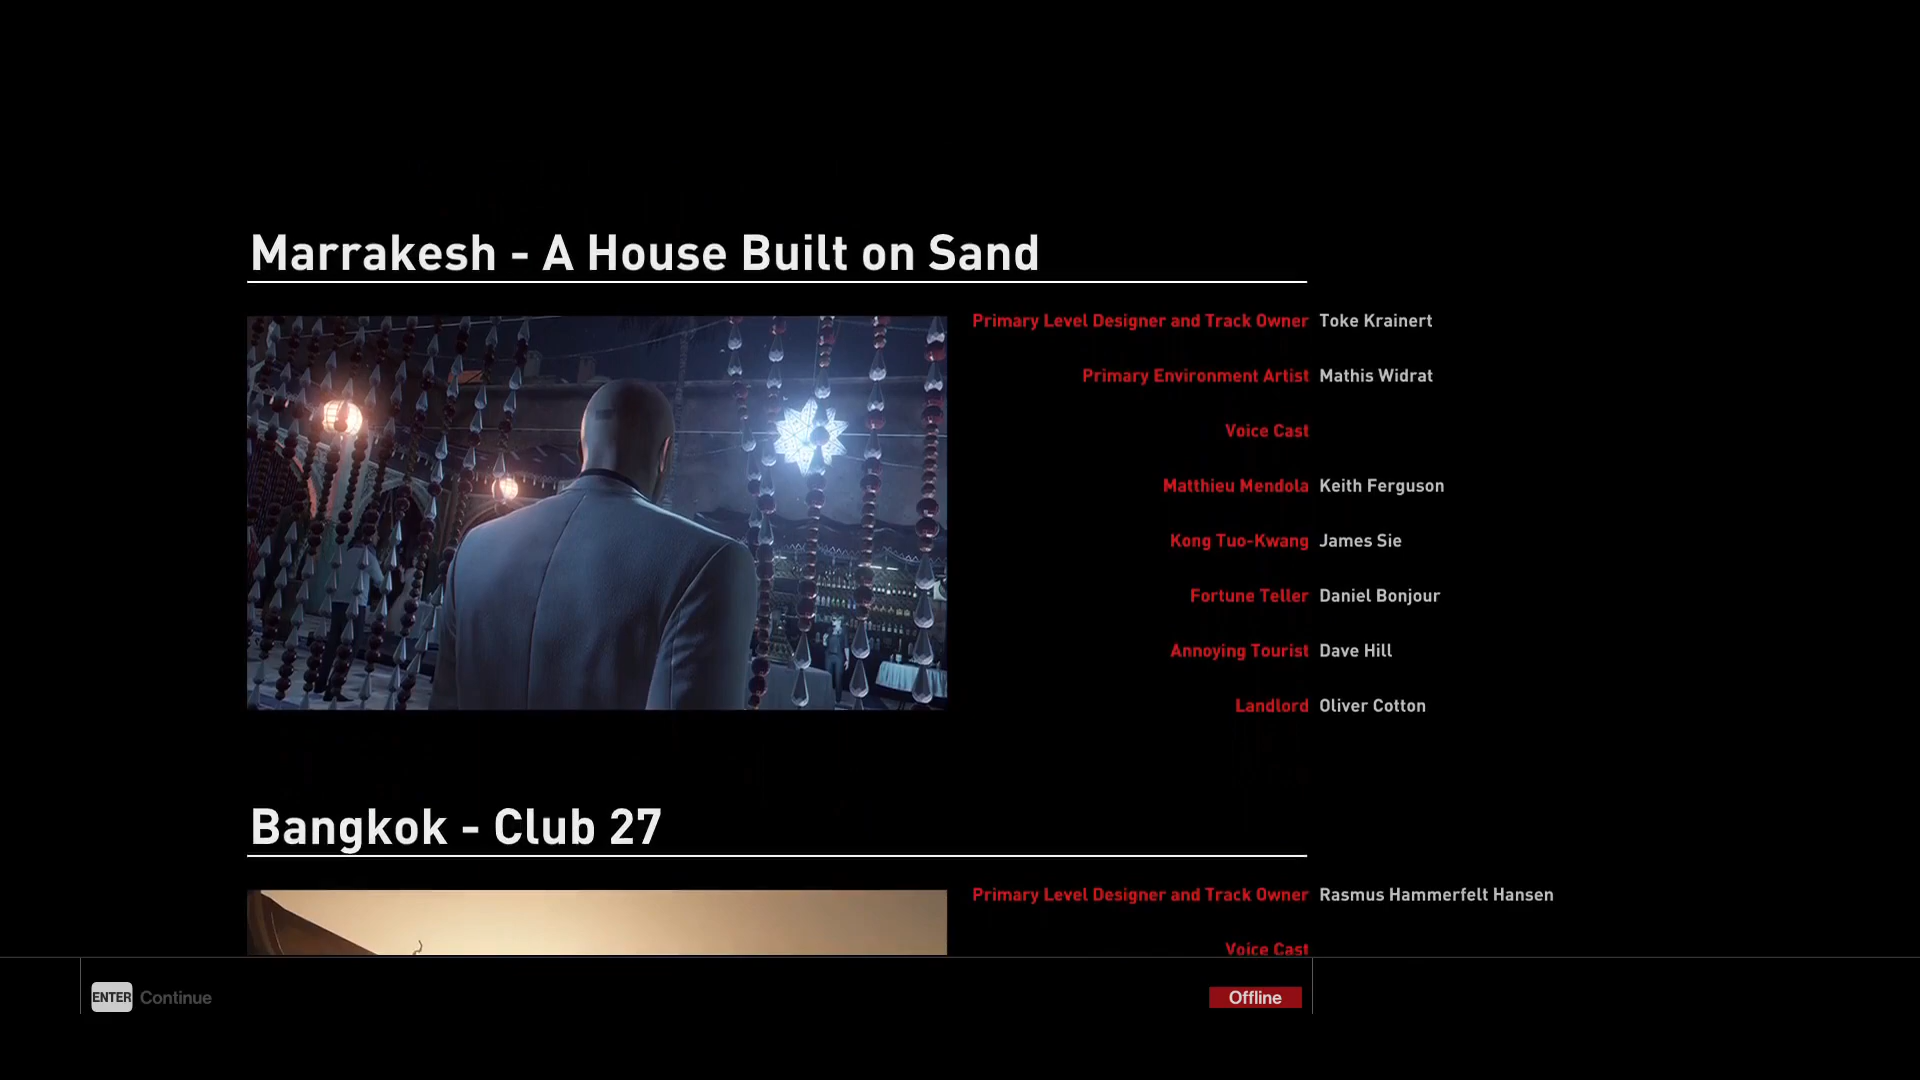 Marrakesh - A House Built on Sand
Primary Level Designer and Track Owner Toke Krainert
Primary Environment Artist Mathis Widrat
Voice Cast
Matthieu Mendola Keith Ferguson
Kong Tuo-Kwang James Sie
Fortune Teller Daniel Bonjour
Annoying Tourist Dave Hill
Landlord Oliver Cotton
Bangkok - Club 27
Primary Level Designer and Track Owner Rasmus Hammerfelt Hansen
Voice Cast
ENTER Continue
Offline